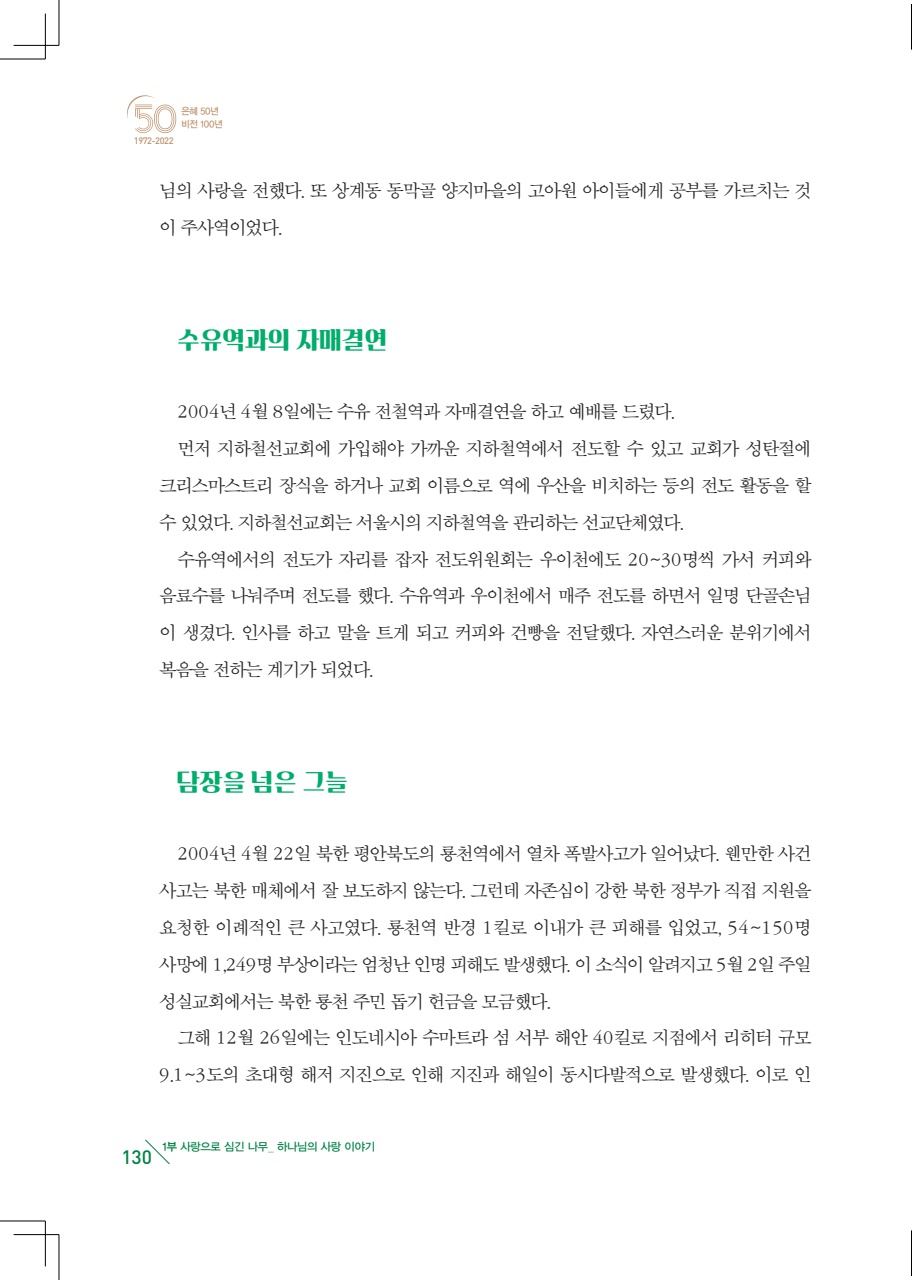 50 은혜 50년
비전 100년
1972-2022
님의 사랑을 전했다. 또 상계동 동막골 양지마을의 고아원 아이들에게 공부를 가르치는 것
이 주사역이었다.
수유역과의 자매결연
2004년 4월 8일에는 수유 전철역과 자매결연을 하고 예배를 드렸다.
먼저 지하철선교회에 가입해야 가까운 지하철역에서 전도할 수 있고 교회가 성탄절에
크리스마스트리 장식을 하거나 교회 이름으로 역에 우산을 비치하는 등의 전도 활동을 할
수 있었다. 지하철선교회는 서울시의 지하철역을 관리하는 선교단체였다.
수유역에서의 전도가 자리를 잡자 전도위원회는 우이천에도 20~30명씩 가서 커피와
음료수를 나눠주며 전도를 했다. 수유역과 우이천에서 매주 전도를 하면서 일명 단골손님
이 생겼다. 인사를 하고 말을 트게 되고 커피와 건빵을 전달했다. 자연스러운 분위기에서
복음을 전하는 계기가 되었다.
담장을 넘은 그늘
2004년 4월 22일 북한 평안북도의 룡천역에서 열차 폭발사고가 일어났다. 웬만한 사건
사고는 북한 매체에서 잘 보도하지 않는다. 그런데 자존심이 강한 북한 정부가 직접 지원을
요청한 이례적인 큰 사고였다. 룡천역 반경 1킬로 이내가 큰 피해를 입었고, 54~150명
사망에 1,249명 부상이라는 엄청난 인명 피해도 발생했다. 이 소식이 알려지고 5월 2일 주일
성실교회에서는 북한 룡천 주민 돕기 헌금을 모금했다.
그해 12월 26일에는 인도네시아 수마트라 섬 서부 해안 40킬로 지점에서 리히터 규모
9.1~3도의 초대형 해저 지진으로 인해 지진과 해일이 동시다발적으로 발생했다. 이로 인
130 1부 사랑으로 심긴 나무_ 하나님의 사랑 이야기